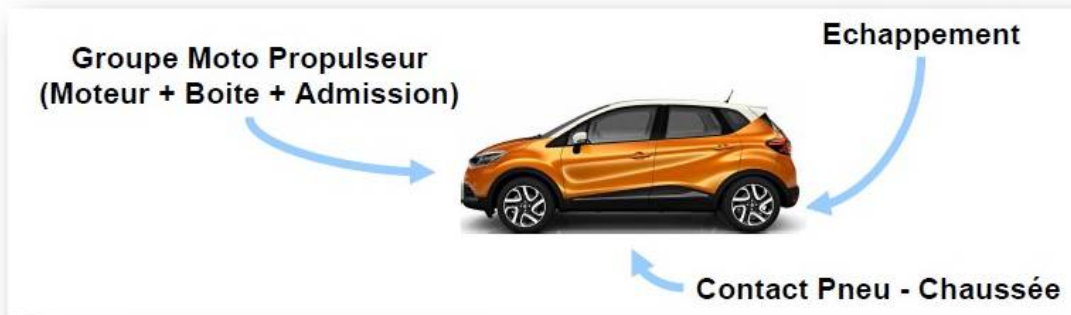 Echappement
Groupe Moto Propulseur
(Moteur + Boite + Admission)
Contact Pneu - Chaussée